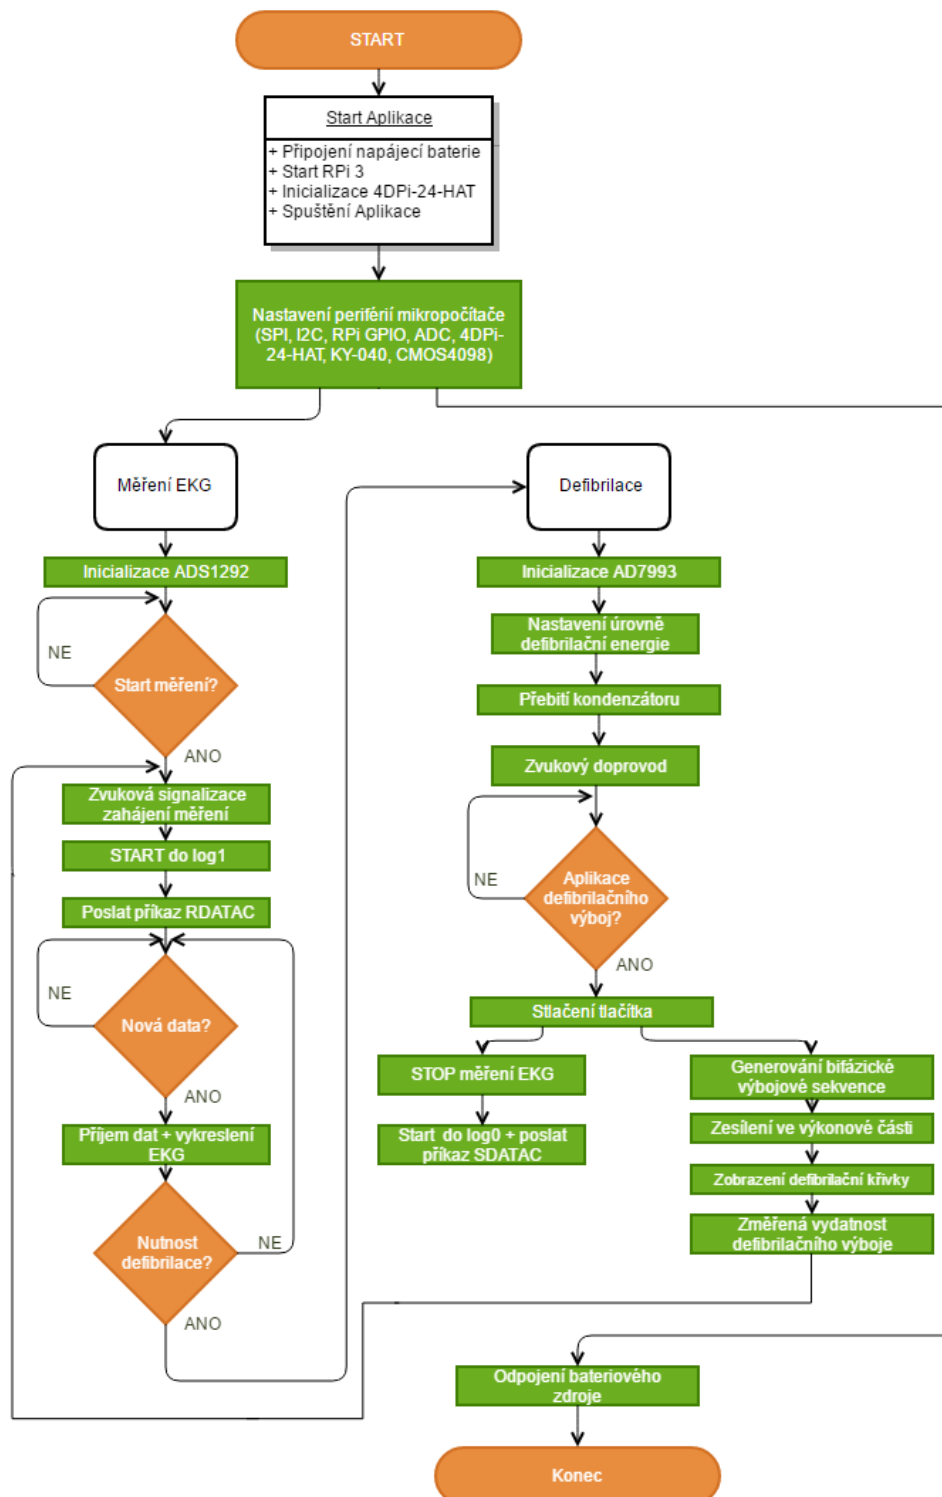 START
Start Aplikace
+ Připojení napájecí baterie
+ Start RPi 3
+ Inicializace 4DPi-24-HAT
+ Spuštění Aplikace
Nastavení periférií mikropočítače
(SPI, I2C, RPi GPIO, ADC, 4DPi-
24-HAT, KY-040, CMOS4098)
Měření EKG
Inicializace ADS1292
NE
Start měření?
ANO
Zvuková signalizace
zahájení měření
START do log1
Poslat příkaz RDATAC
NE
Nová data?
ANO
Příjem dat + vykreslení
EKG
Nutnost
defibrilace?
NE
ANO
Defibrilace
Inicializace AD7993
Nastavení úrovně
defibrilační energie
Přebití kondenzátoru
Zvukový doprovod
NE
Aplikace
defibrilačního
výboj?
ANO
Stlačení tlačítka
STOP měření EKG
Start do log0 + poslat
příkaz SDATAC
Generování bifázické
výbojové sekvence
Zesílení ve výkonové části
Zobrazení defibrilační křivky
Změřená vydatnost
defibrilačního výboje
Odpojení bateriového
zdroje
Konec